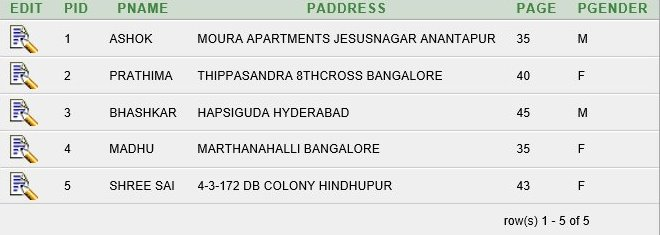 EDIT PID PNAME PADDRESS PAGE PGENDER
1 ASHOK MOURA APARTMENTS JESUSNAGAR ANANTAPUR 35 M
2 PRATHIMA THIPPASANDRA 8THCROSS BANGALORE 40 F
3 BHASHKAR HAPSIGUDA HYDERABAD 45 M
4 MADHU MARTHANAHALLI BANGALORE 35 F
5 SHREE SAI 4-3-172 DB COLONY HINDHUPUR 43 F
row(s) 1 - 5 of 5